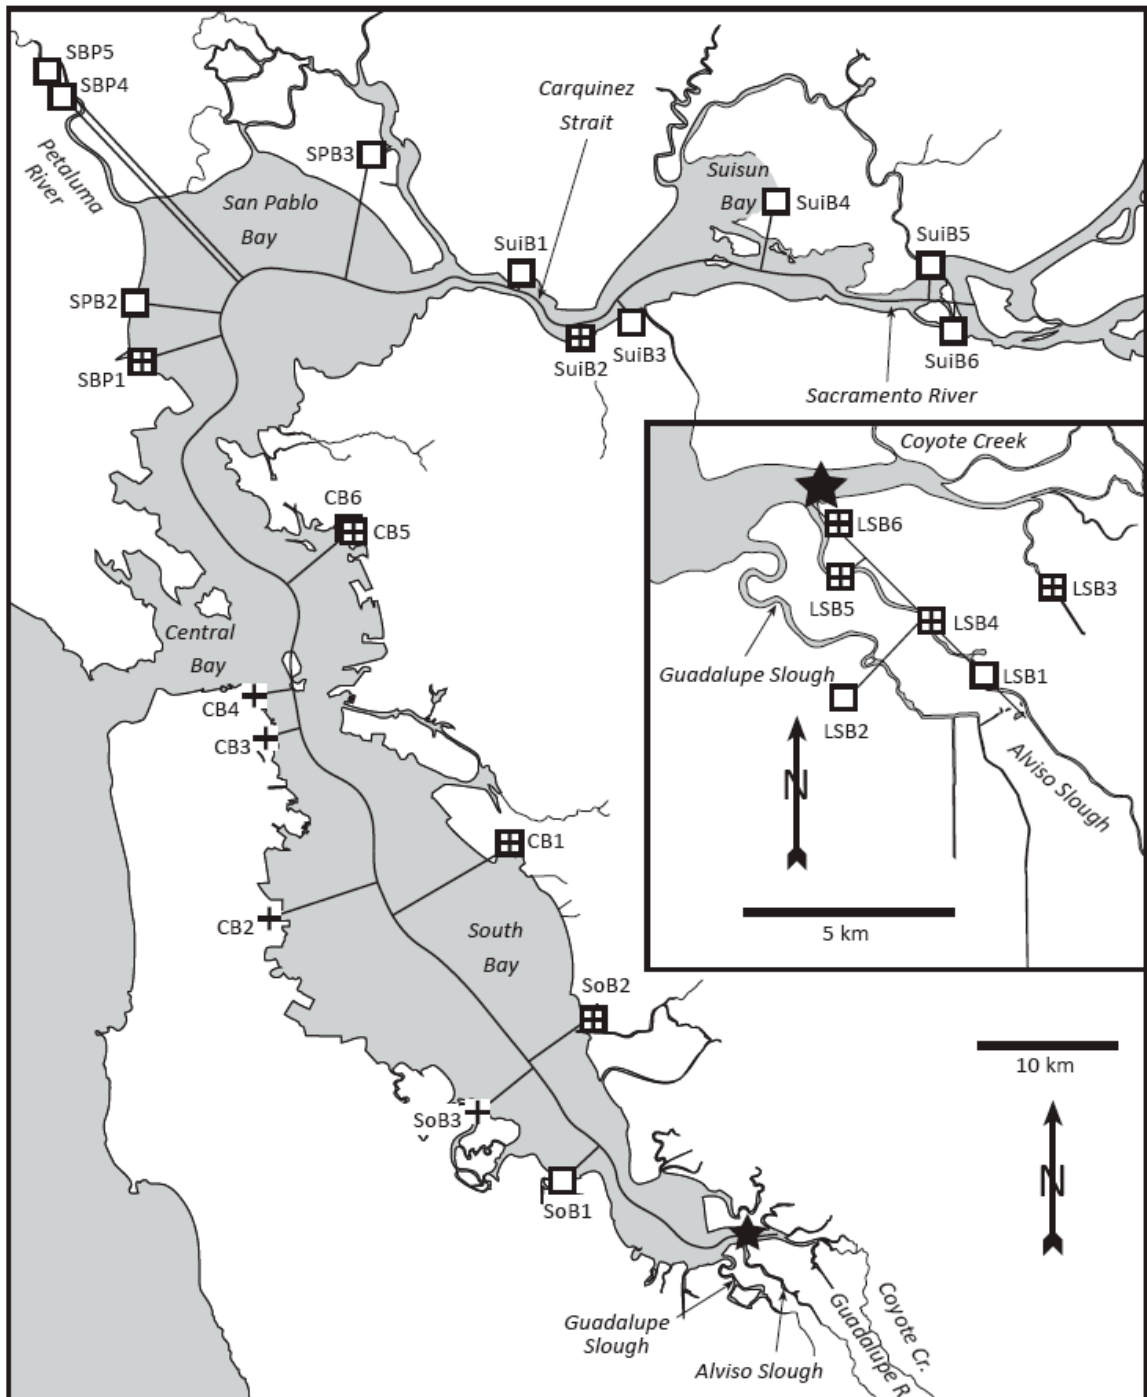 SBP5
SBP4
Petaluma
River
San Pablo
Bay
SPB3
Carquinez
Strait
Suisun
Bay
SuiB4
SuiB1
SuiB5
SPB2
SBP1
SuiB2
SuiB3
SuiB6
Sacramento River
Coyote Creek
CB6
CB5
LSB6
LSB5
LSB3
LSB4
Guadalupe Slough
LSB1
LSB2
Alviso Slough
N
5 km
Central
Bay
CB4
CB3
CB1
CB2
South
Bay
SoB2
10 km
SoB3
SoB1
N
Guadalupe
Slough
Alviso Slough
Coyote Cr.
Guadalupe R